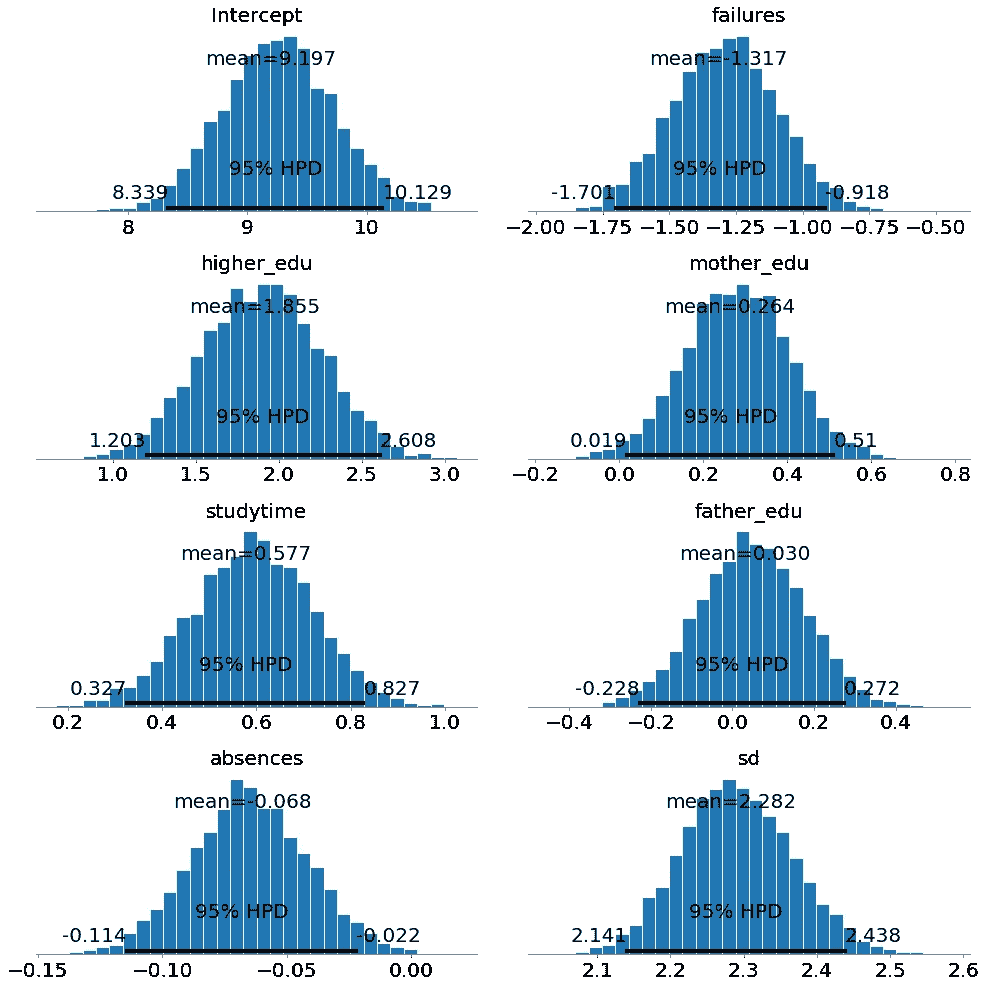 Intercept
mean=9.197
95% HPD
8.339 10.129
8 9 10
failures
mean=-1.317
95% HPD
-1.701 -0.918
−2.00 −1.75 −1.50 −1.25 −1.00 −0.75 −0.50
higher_edu
mean=1.855
95% HPD
1.203 2.608
1.0 1.5 2.0 2.5 3.0
mother_edu
mean=0.264
95% HPD
0.019 0.51
−0.2 0.0 0.2 0.4 0.6 0.8
studytime
mean=0.577
95% HPD
0.327 0.827
0.2 0.4 0.6 0.8 1.0
father_edu
mean=0.030
95% HPD
-0.228 0.272
−0.4 −0.2 0.0 0.2 0.4
absences
mean=-0.068
95% HPD
-0.114 -0.022
−0.15 −0.10 −0.05 0.00
sd
mean=2.282
95% HPD
2.141 2.438
2.1 2.2 2.3 2.4 2.5 2.6